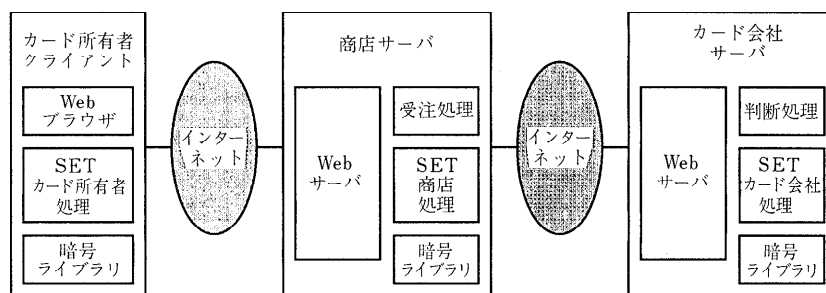 カード所有者
クライアント
Web
ブラウザ
SET
カード所有者
処理
暗号
ライブラリ
インター
ネット
商店サーバ
Web
サーバ
受注処理
SET
商店
処理
暗号
ライブラリ
インター
ネット
カード会社
サーバ
Web
サーバ
判断処理
SET
カード会社
処理
暗号
ライブラリ